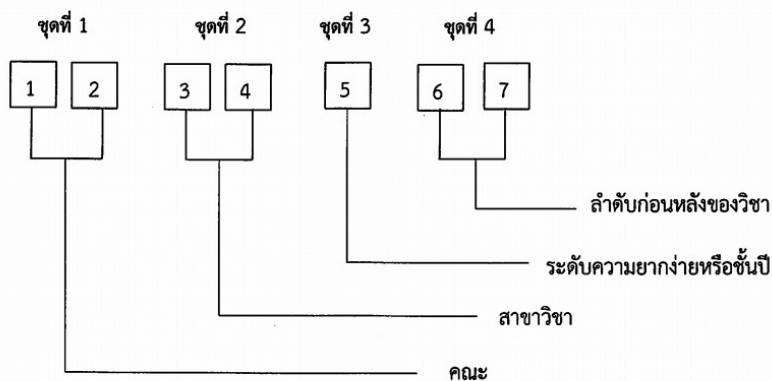 ชุดที่ 1 ชุดที่ 2 ชุดที่ 3 ชุดที่ 4
1 2 3 4 5 6 7
ลำดับก่อนหลังของวิชา
ระดับความยากง่ายหรือชั้นปี
สาขาวิชา
คณะ